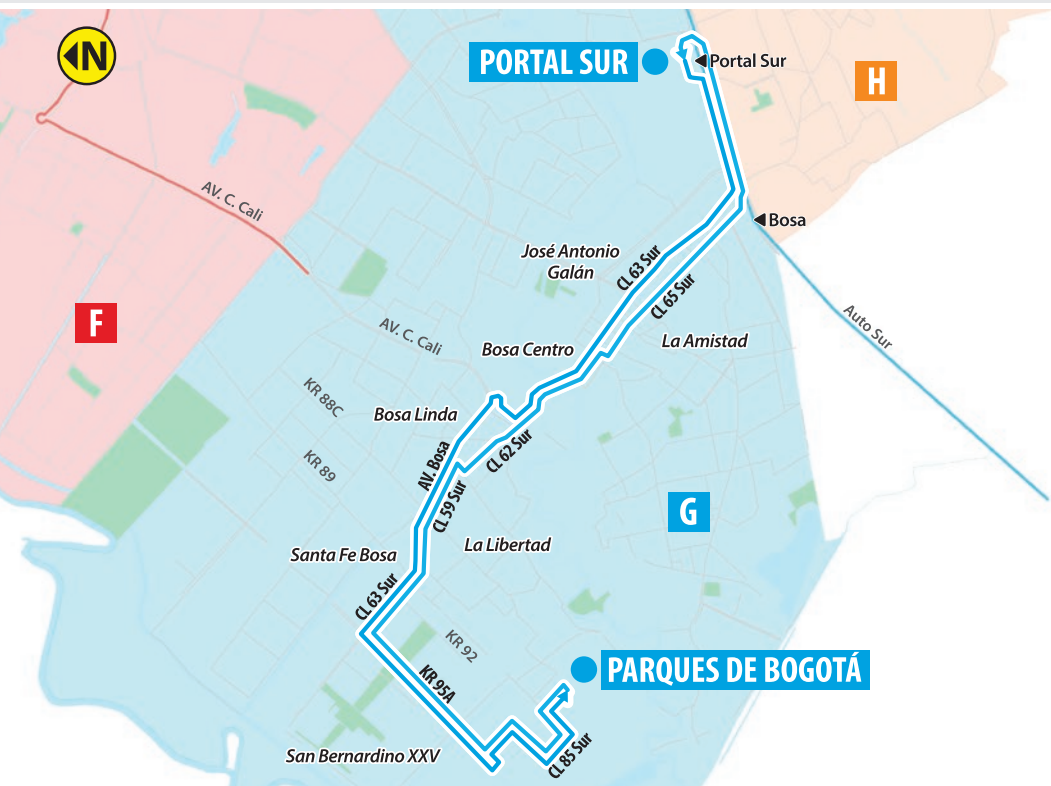 N
PORTAL SUR
Portal Sur
H
AV. C. Cali
Bosa
José Antonio
Galán
CL 63 Sur
CL 65 Sur
F
Auto Sur
AV. C. Cali
Bosa Centro
La Amistad
KR 88C
Bosa Linda
AV. Bosa
CL 62 Sur
KR 89
CL 59 Sur
G
Santa Fe Bosa
La Libertad
CL 63 Sur
KR 92
PARQUES DE BOGOTÁ
KR 95A
San Bernardino XXV
CL 85 Sur